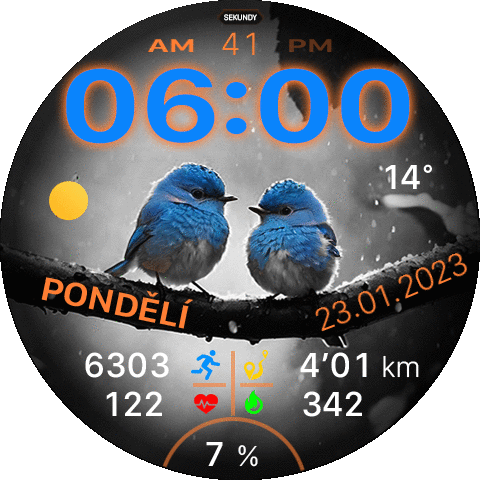 SEKUNDY
AM 41 PM
06:00
14°
PONDĚLÍ
23.01.2023
6303 4’01 km
122 342
7 %